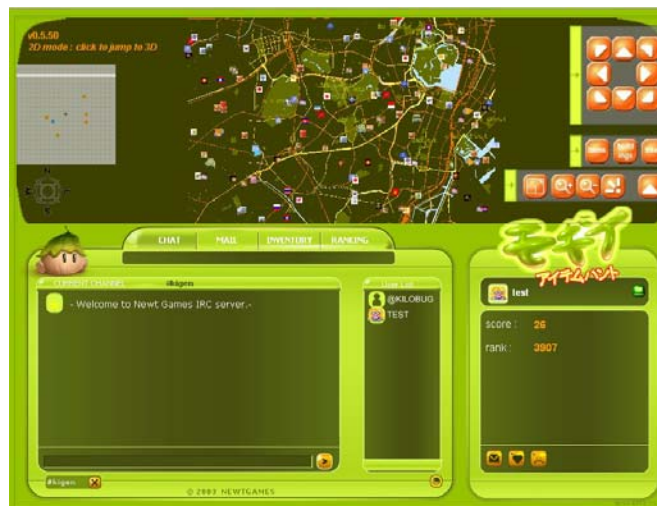 v0.5.50
2D mode : click to jump to 3D
N
CHAT MAIL INVENTORY RANKING
モギイ
アイテムハント
CURRENT CHANNEL #kigen
User List
- Welcome to Newt Games IRC server.-
@KILOBUG
TEST
test
score : 26
rank : 3907
#kigen
© 2003 NEWTGAMES